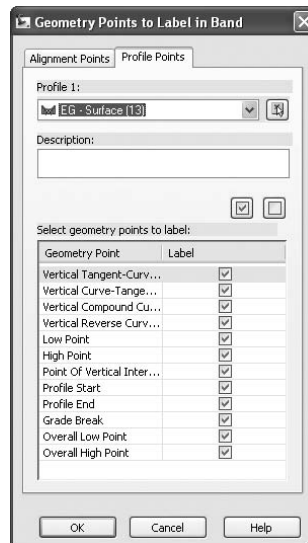 Geometry Points to Label in Band
Alignment Points Profile Points
Profile 1:
EG - Surface (13)
Description:
Select geometry points to label:
Geometry Point Label
Vertical Tangent-Curv...
Vertical Curve-Tange...
Vertical Compound Cu...
Vertical Reverse Curv...
Low Point
High Point
Point Of Vertical Inter...
Profile Start
Profile End
Grade Break
Overall Low Point
Overall High Point
OK Cancel Help